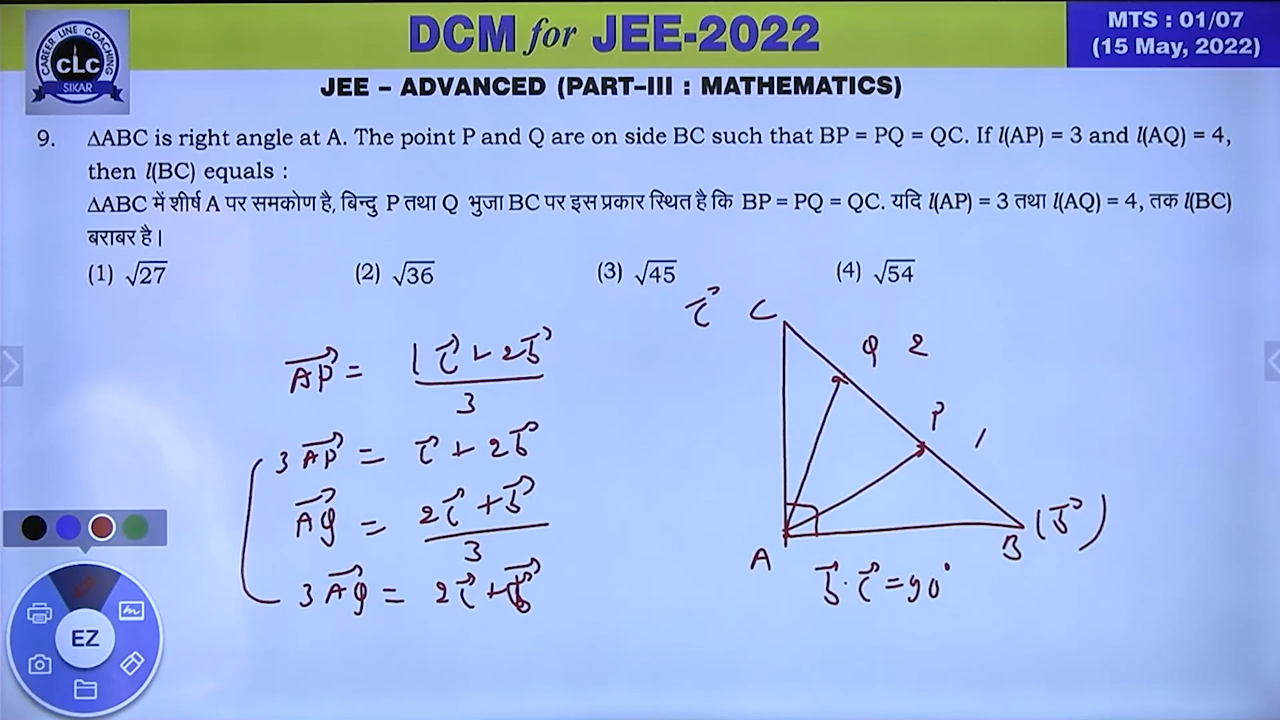 CAREER LINE COACHING
CLC
SIKAR
DCM for JEE-2022
MTS : 01/07
(15 May, 2022)
JEE – ADVANCED (PART–III : MATHEMATICS)
9. ΔABC is right angle at A. The point P and Q are on side BC such that BP = PQ = QC. If l(AP) = 3 and l(AQ) = 4,
then l(BC) equals :
ΔABC में शीर्ष A पर समकोण है, बिन्दु P तथा Q भुजा BC पर इस प्रकार स्थित है कि BP = PQ = QC. यदि l(AP) = 3 तथा l(AQ) = 4, तक l(BC)
बराबर है।
(1) √27 (2) √36 (3) √45 (4) √54
c⃗ C
Q 2
P 1
A B (b⃗)
b⃗·c⃗ = 90°
AP⃗ = (1c⃗ + 2b⃗)/3
3AP⃗ = c⃗ + 2b⃗
AQ⃗ = (2c⃗ + b⃗)/3
3AQ⃗ = 2c⃗ + b⃗
EZ